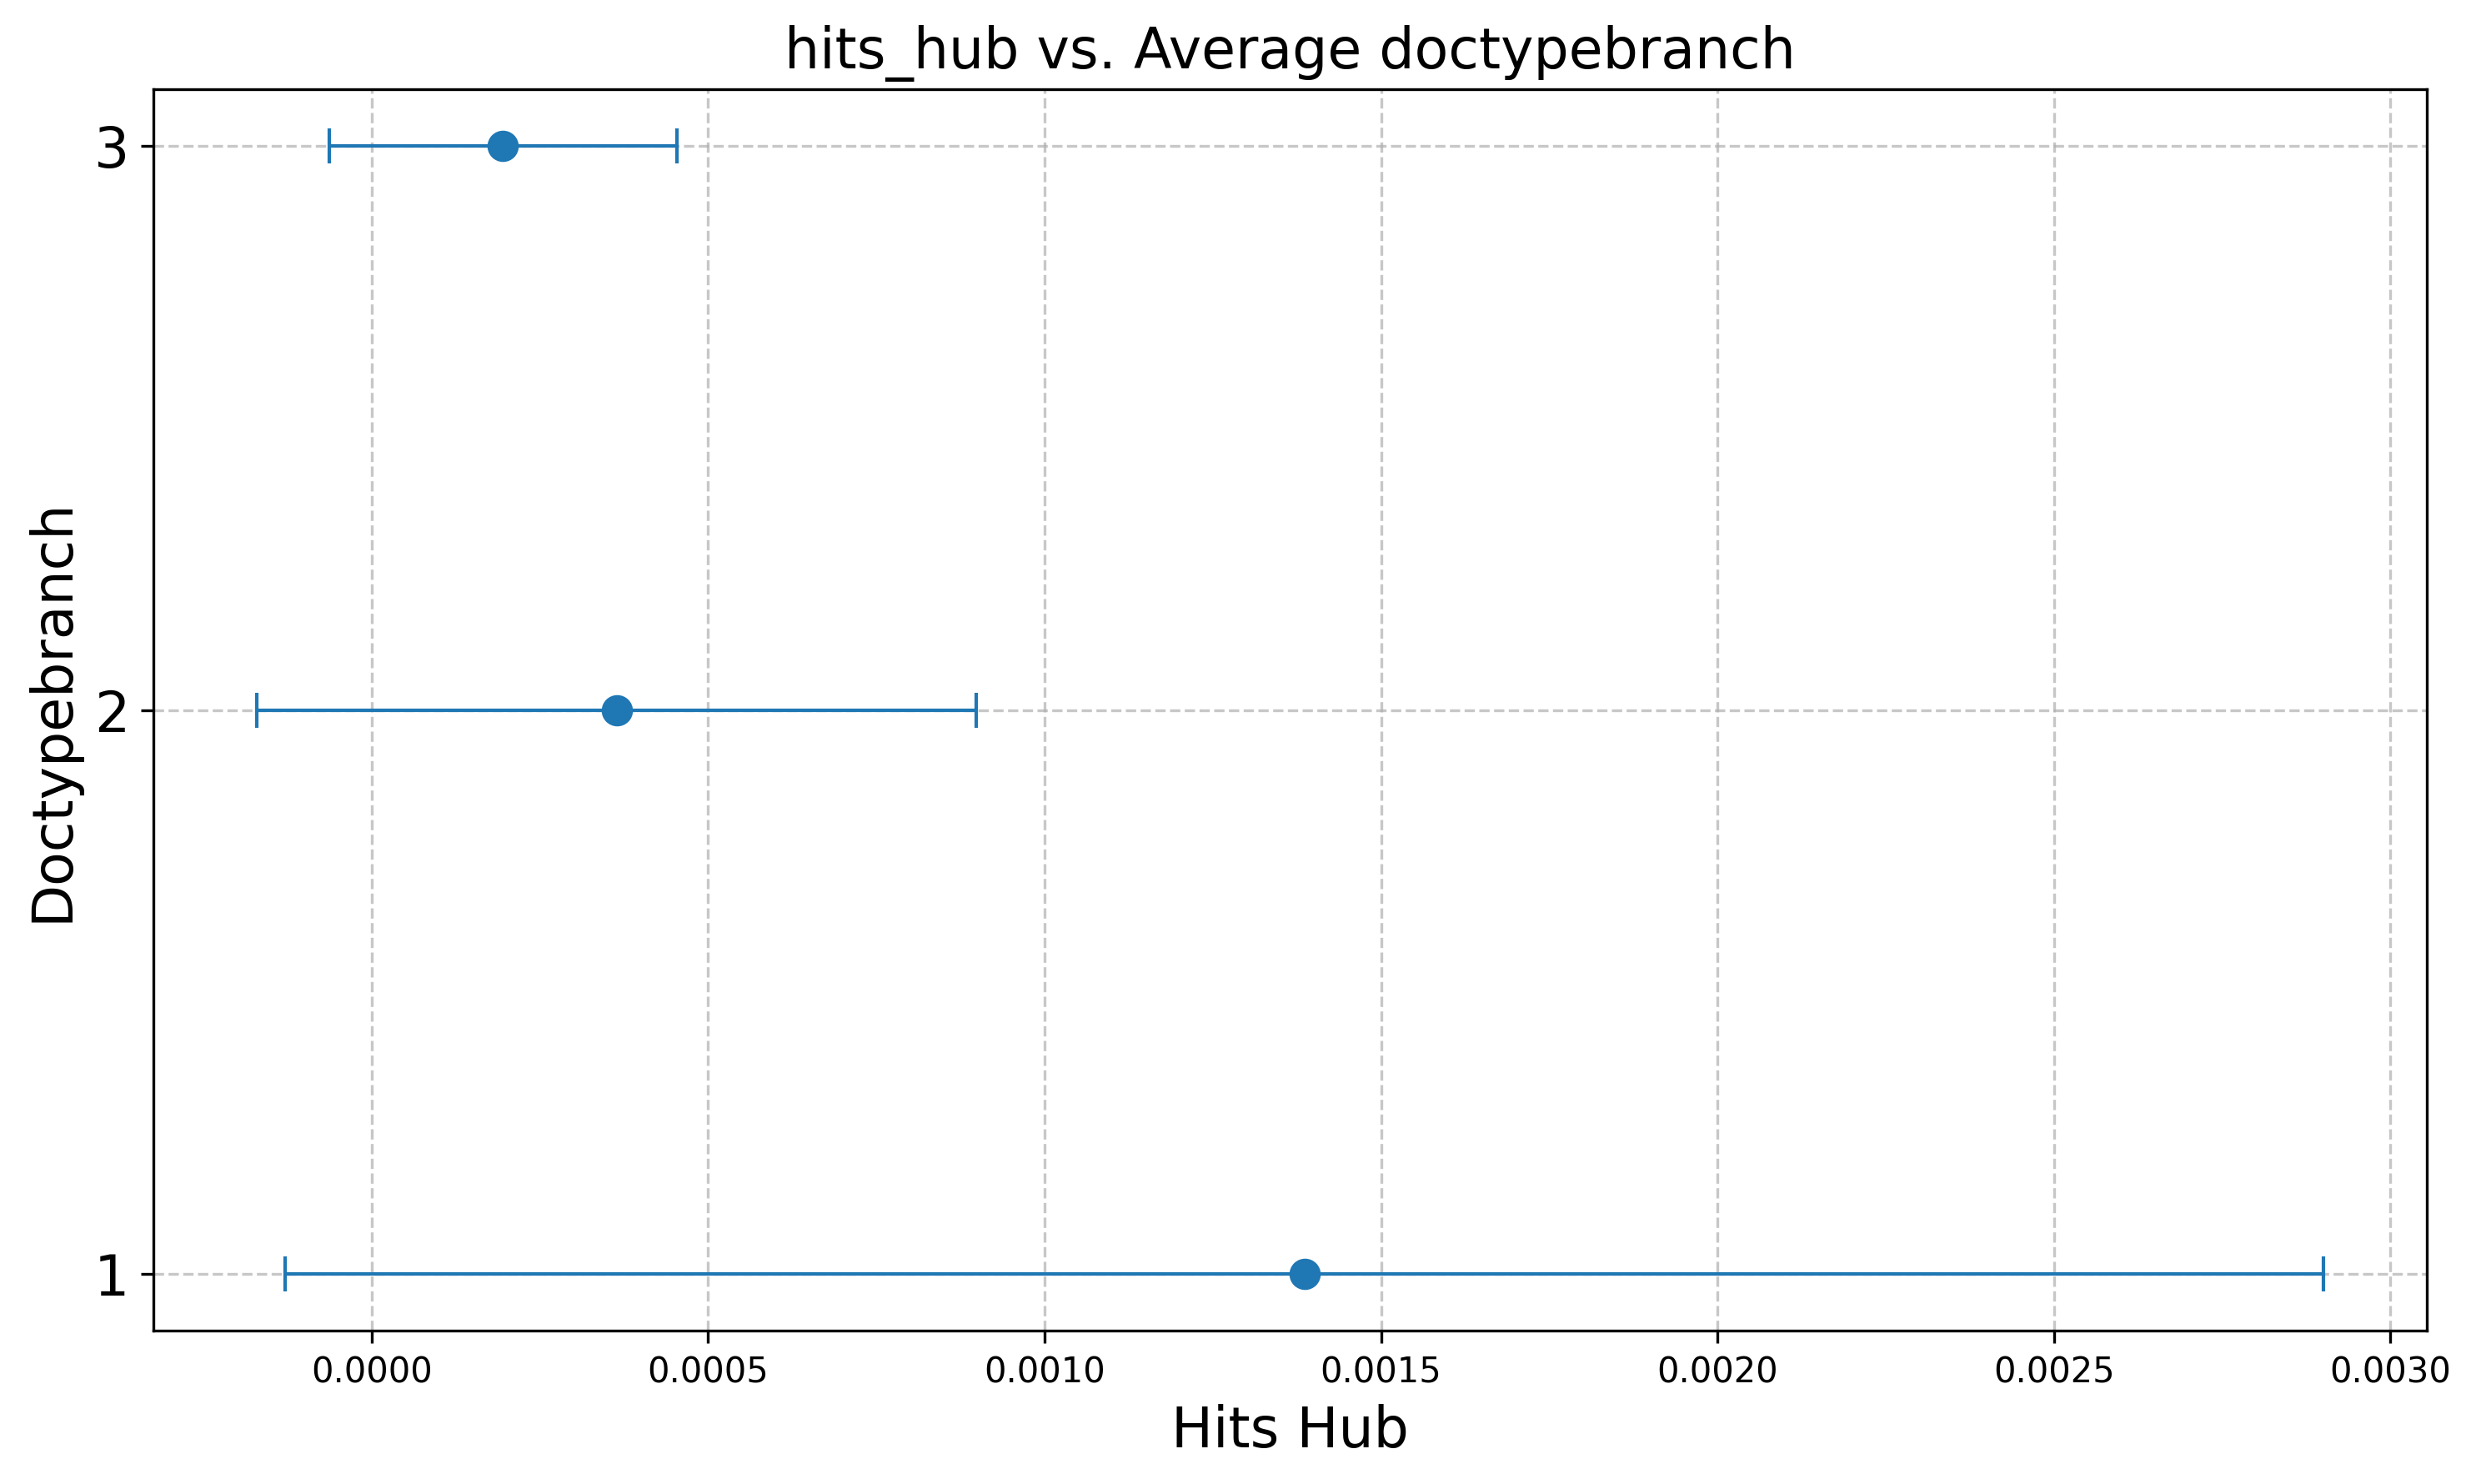 hits_hub vs. Average doctypebranch
3
2
1
Doctypebranch
0.0000 0.0005 0.0010 0.0015 0.0020 0.0025 0.0030
Hits Hub